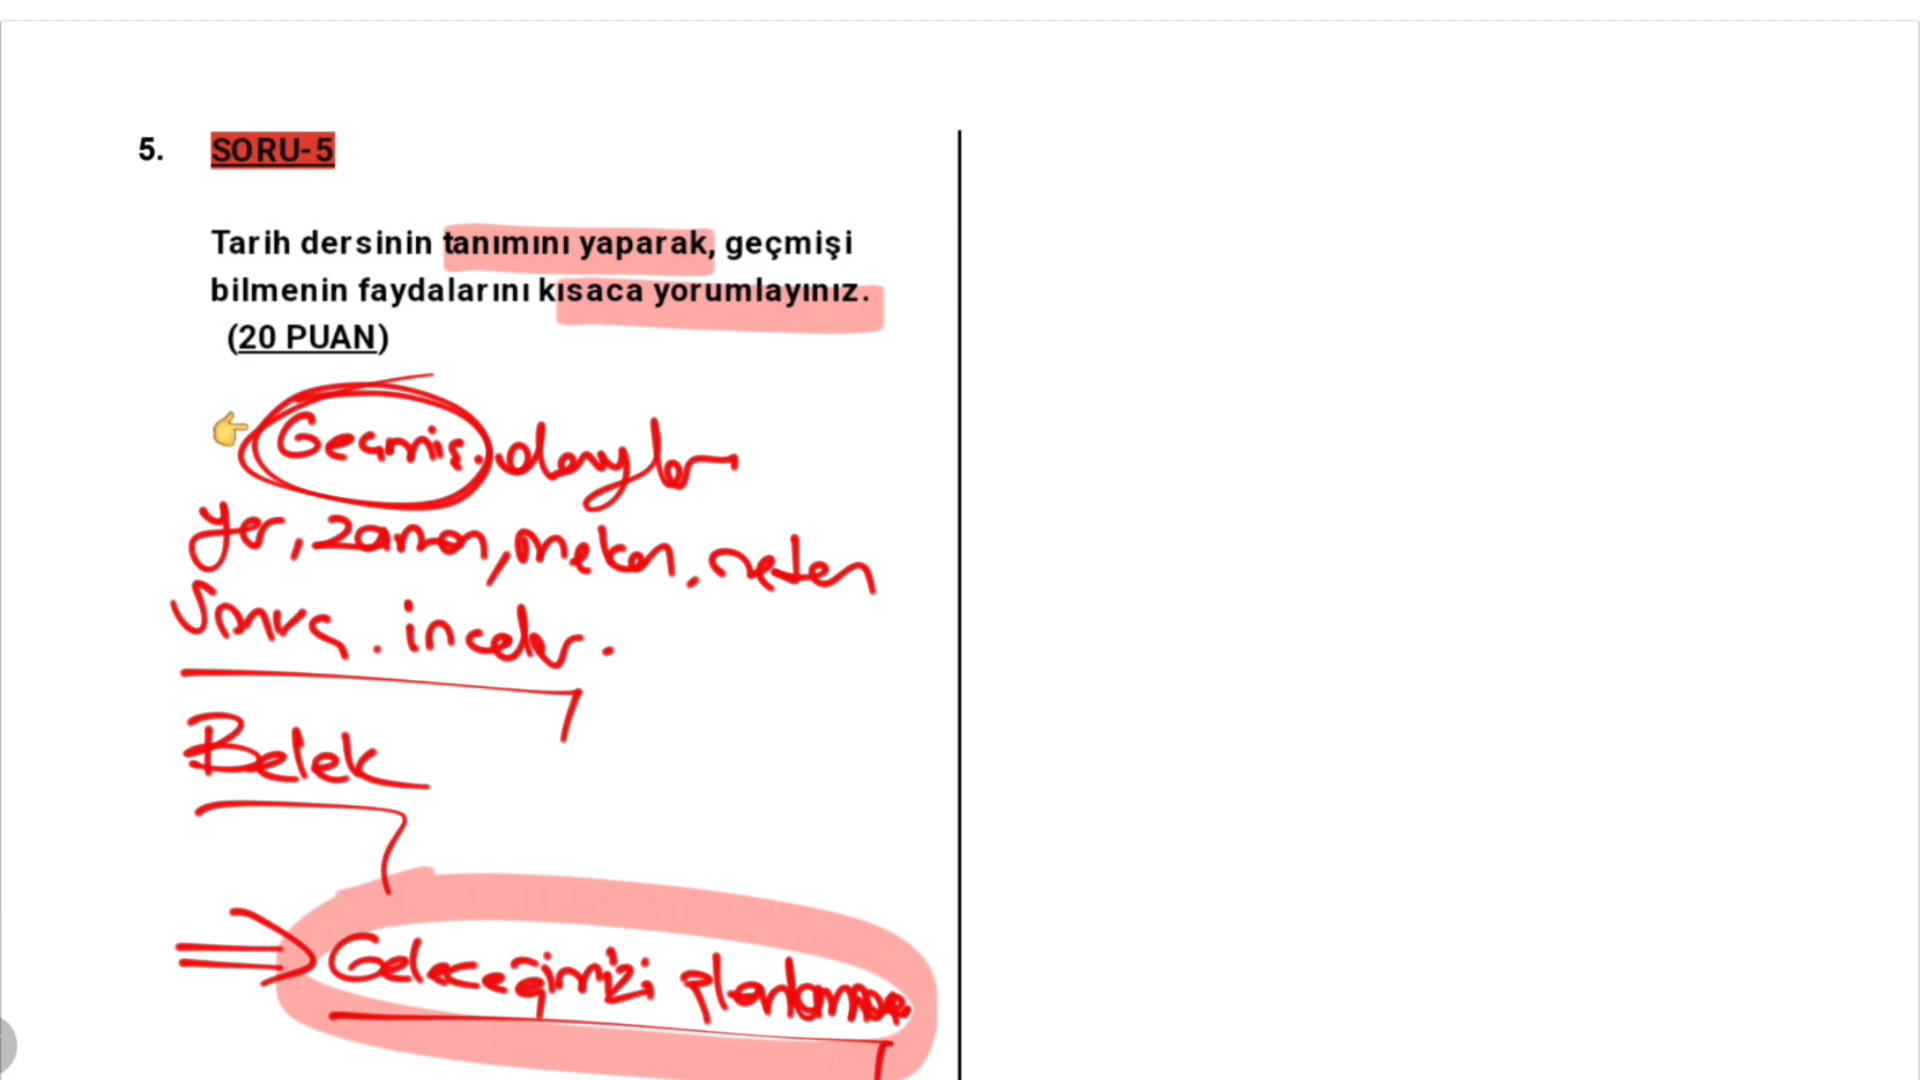 5. SORU-5
Tarih dersinin tanımını yaparak, geçmişi
bilmenin faydalarını kısaca yorumlayınız.
(20 PUAN)
Geçmiş. olaylar
yer, zaman, mekan. neden
Sonuç. inceler.
Belek
Geleceğimizi planlama